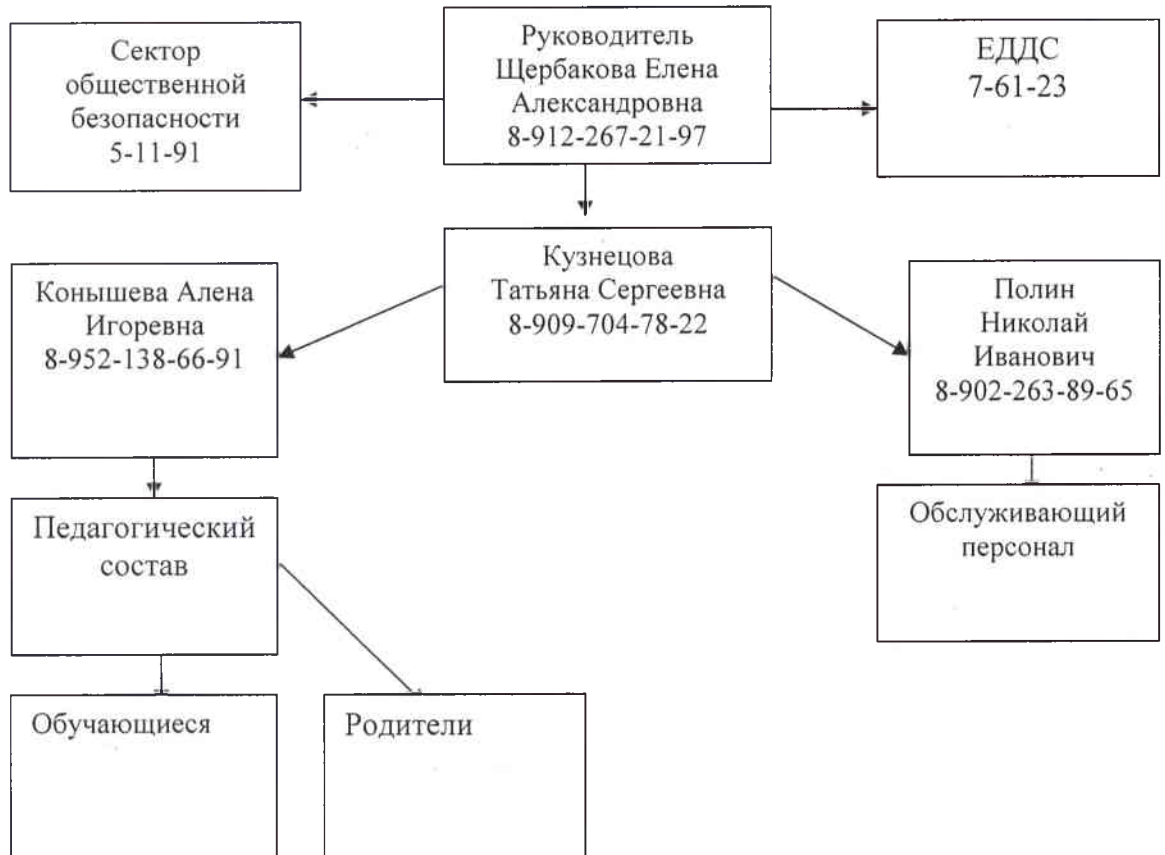 Сектор
общественной
безопасности
5-11-91
Руководитель
Щербакова Елена
Александровна
8-912-267-21-97
ЕДДС
7-61-23
Конышева Алена
Игоревна
8-952-138-66-91
Кузнецова
Татьяна Сергеевна
8-909-704-78-22
Полин
Николай
Иванович
8-902-263-89-65
Педагогический
состав
Обслуживающий
персонал
Обучающиеся
Родители